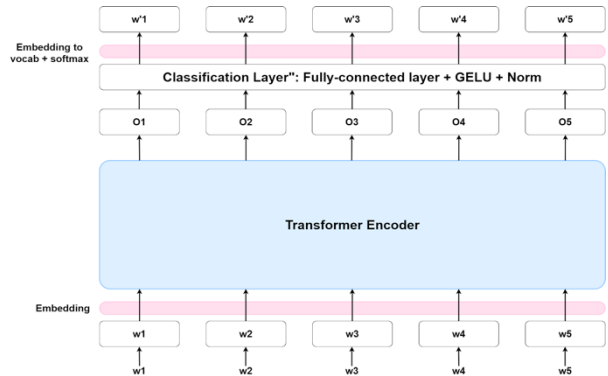 w'1 w'2 w'3 w'4 w'5
Embedding to
vocab + softmax
Classification Layer": Fully-connected layer + GELU + Norm
O1 O2 O3 O4 O5
Transformer Encoder
Embedding
w1 w2 w3 w4 w5
w1 w2 w3 w4 w5